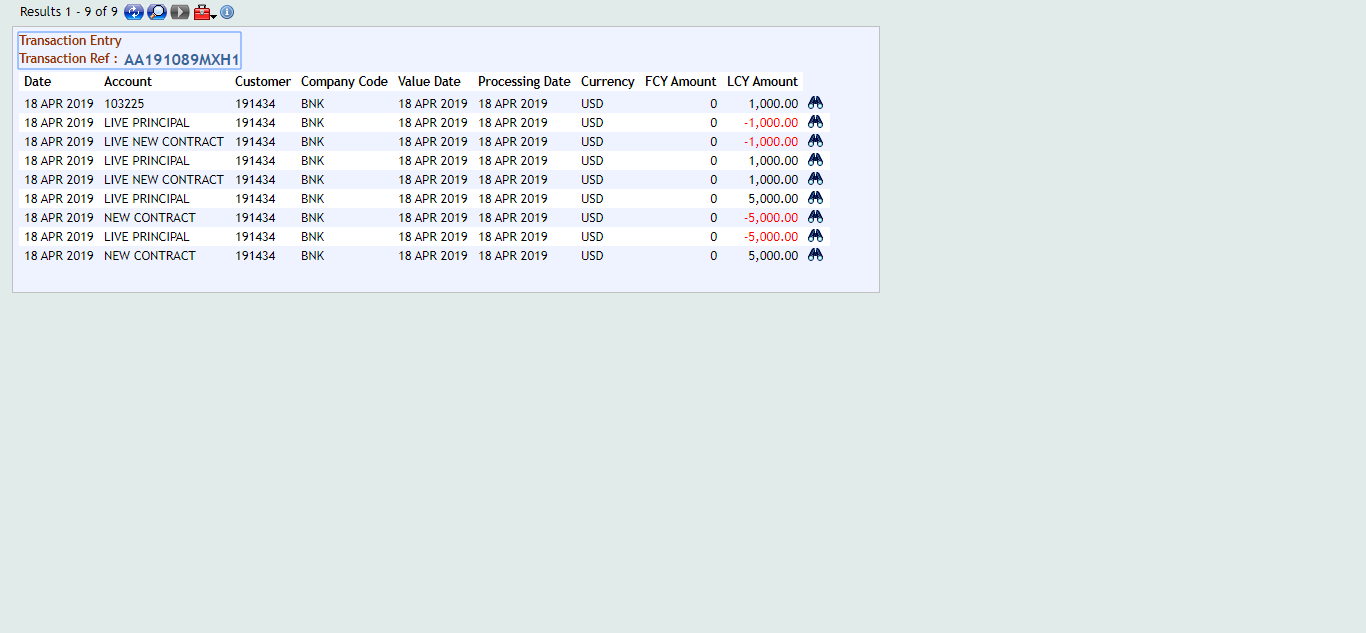 Results 1 - 9 of 9
Transaction Entry
Transaction Ref : AA191089MXH1
Date Account Customer Company Code Value Date Processing Date Currency FCY Amount LCY Amount
18 APR 2019 103225 191434 BNK 18 APR 2019 18 APR 2019 USD 0 1,000.00
18 APR 2019 LIVE PRINCIPAL 191434 BNK 18 APR 2019 18 APR 2019 USD 0 -1,000.00
18 APR 2019 LIVE NEW CONTRACT 191434 BNK 18 APR 2019 18 APR 2019 USD 0 -1,000.00
18 APR 2019 LIVE PRINCIPAL 191434 BNK 18 APR 2019 18 APR 2019 USD 0 1,000.00
18 APR 2019 LIVE NEW CONTRACT 191434 BNK 18 APR 2019 18 APR 2019 USD 0 1,000.00
18 APR 2019 LIVE PRINCIPAL 191434 BNK 18 APR 2019 18 APR 2019 USD 0 5,000.00
18 APR 2019 NEW CONTRACT 191434 BNK 18 APR 2019 18 APR 2019 USD 0 -5,000.00
18 APR 2019 LIVE PRINCIPAL 191434 BNK 18 APR 2019 18 APR 2019 USD 0 -5,000.00
18 APR 2019 NEW CONTRACT 191434 BNK 18 APR 2019 18 APR 2019 USD 0 5,000.00